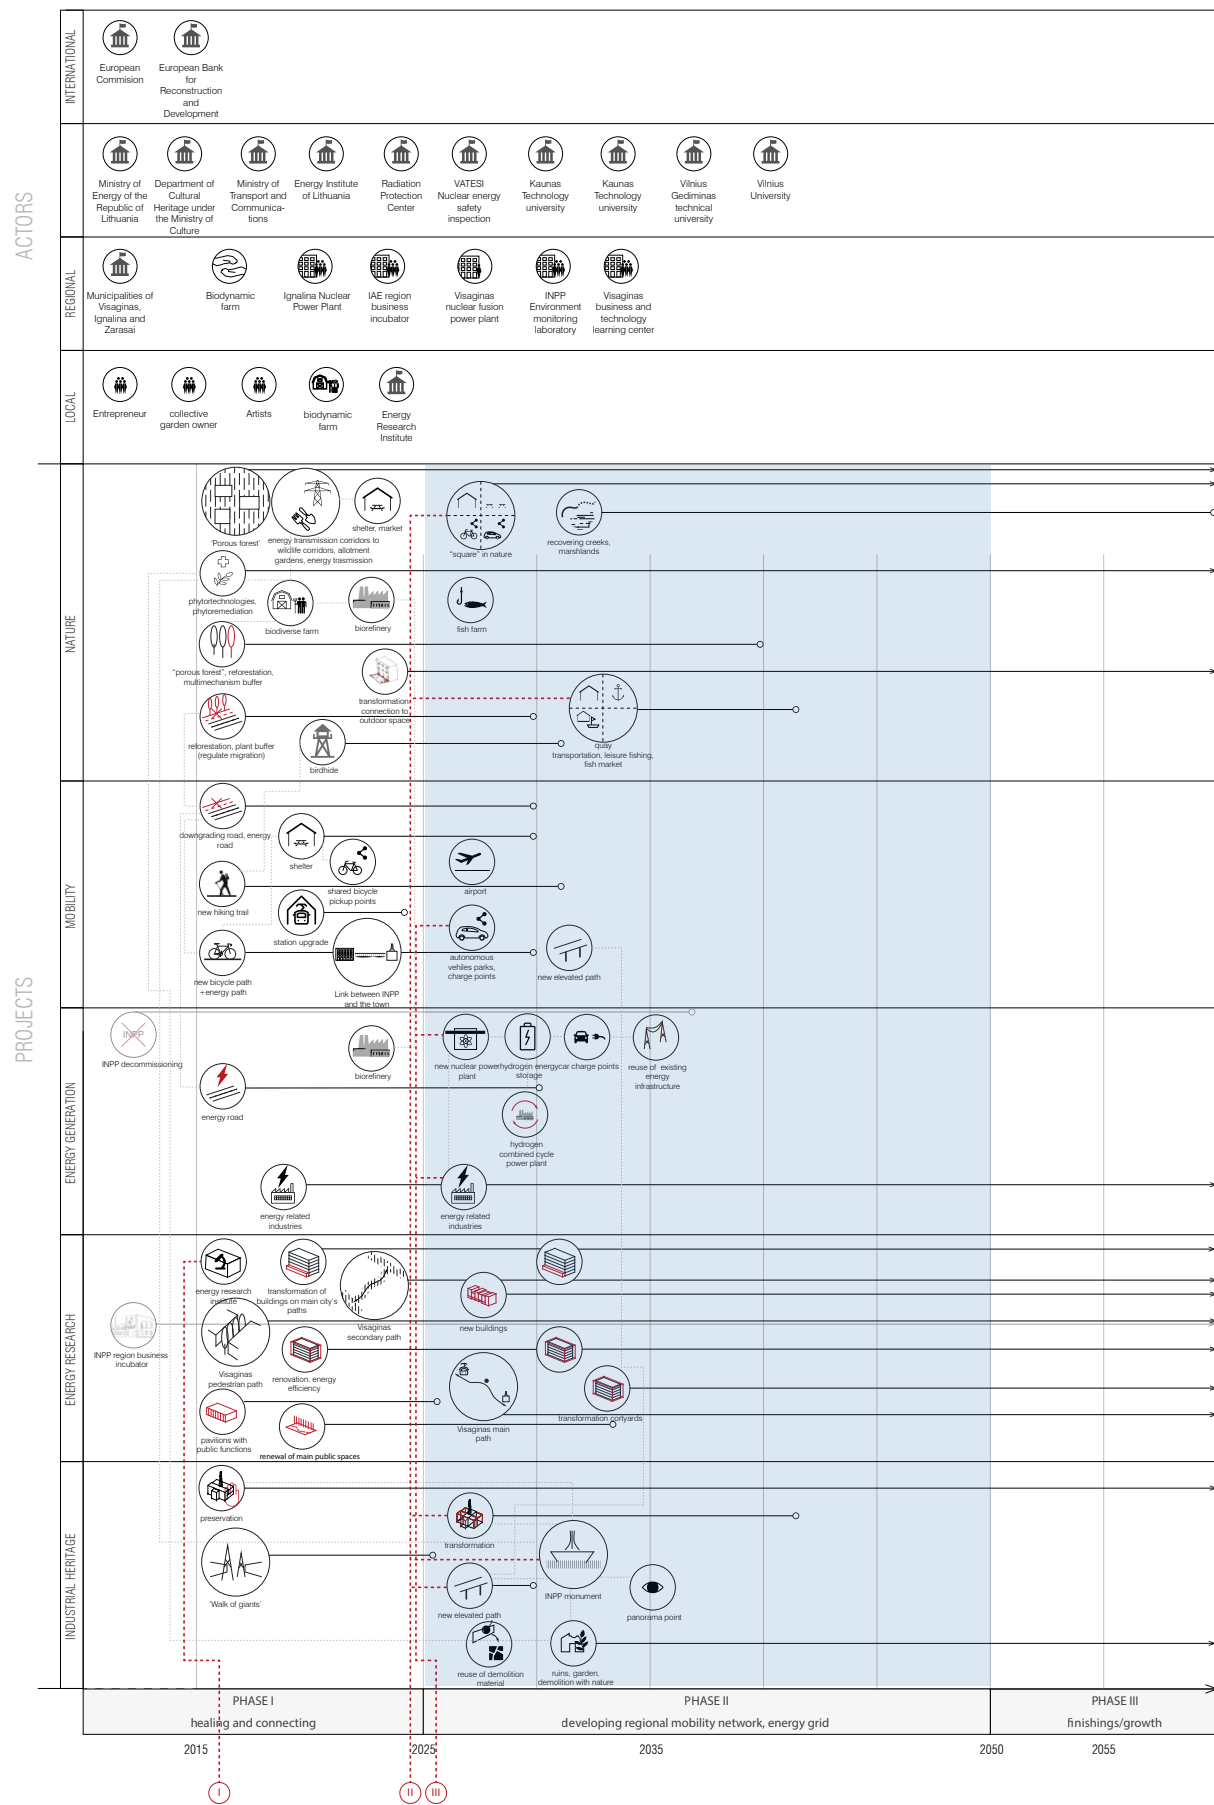 ACTORS
INTERNATIONAL
European
Commision
European Bank
for
Reconstruction
and
Development
REGIONAL
Ministry of
Energy of the
Republic of
Lithuania
Department of
Cultural
Heritage under
the Ministry of
Culture
Ministry of
Transport and
Communica-
tions
Energy Institute
of Lithuania
Radiation
Protection
Center
VATESI
Nuclear energy
safety
inspection
Kaunas
Technology
university
Kaunas
Technology
university
Vilnius
Gediminas
technical
university
Vilnius
University
REGIONAL
Municipalities of
Visaginas,
Ignalina and
Zarasai
Biodynamic
farm
Ignalina Nuclear
Power Plant
IAE region
business
incubator
Visaginas
nuclear fusion
power plant
INPP
Environment
monitoring
laboratory
Visaginas
business and
technology
learning center
LOCAL
Entrepreneur
collective
garden owner
Artists
biodynamic
farm
Energy
Research
Institute
PROJECTS
NATURE
'Porous forest'
energy transmission corridors to
wildlife corridors, allotment
gardens, energy trasmission
shelter, market
"square" in nature
recovering creeks,
marshlands
phytortechnologies,
phytoremediation
biodiverse farm
biorefinery
fish farm
"porous forest", reforestation,
multimechanism buffer
transformation
connection to
outdoor space
reforestation, plant buffer
(regulate migration)
birdhide
quay
transportation, leisure fishing,
fish market
MOBILITY
downgrading road, energy
road
shelter
shared bicycle
pickup points
airport
new hiking trail
station upgrade
new bicycle path
+energy path
Link between INPP
and the town
autonomous
vehiles parks,
charge points
new elevated path
ENERGY GENERATION
INPP
INPP decommissioning
biorefinery
new nuclear power
plant
hydrogen energy
storage
car charge points
reuse of existing
energy
infrastructure
energy road
hydrogen
combined cycle
power plant
energy related
industries
energy related
industries
ENERGY RESEARCH
energy research
institute
transformation of
buildings on main city's
paths
Visaginas
secondary path
new buildings
INPP region business
incubator
Visaginas
pedestrian path
renovation. energy
efficiency
Visaginas main
path
transformation cortyards
pavilions with
public functions
renewal of main public spaces
INDUSTRIAL HERITAGE
preservation
transformation
'Walk of giants'
INPP monument
new elevated path
panorama point
reuse of demolition
material
ruins, garden,
demolition with nature
PHASE I
healing and connecting
PHASE II
developing regional mobility network, energy grid
PHASE III
finishings/growth
2015
2025
2035
2050
2055
I
II
III